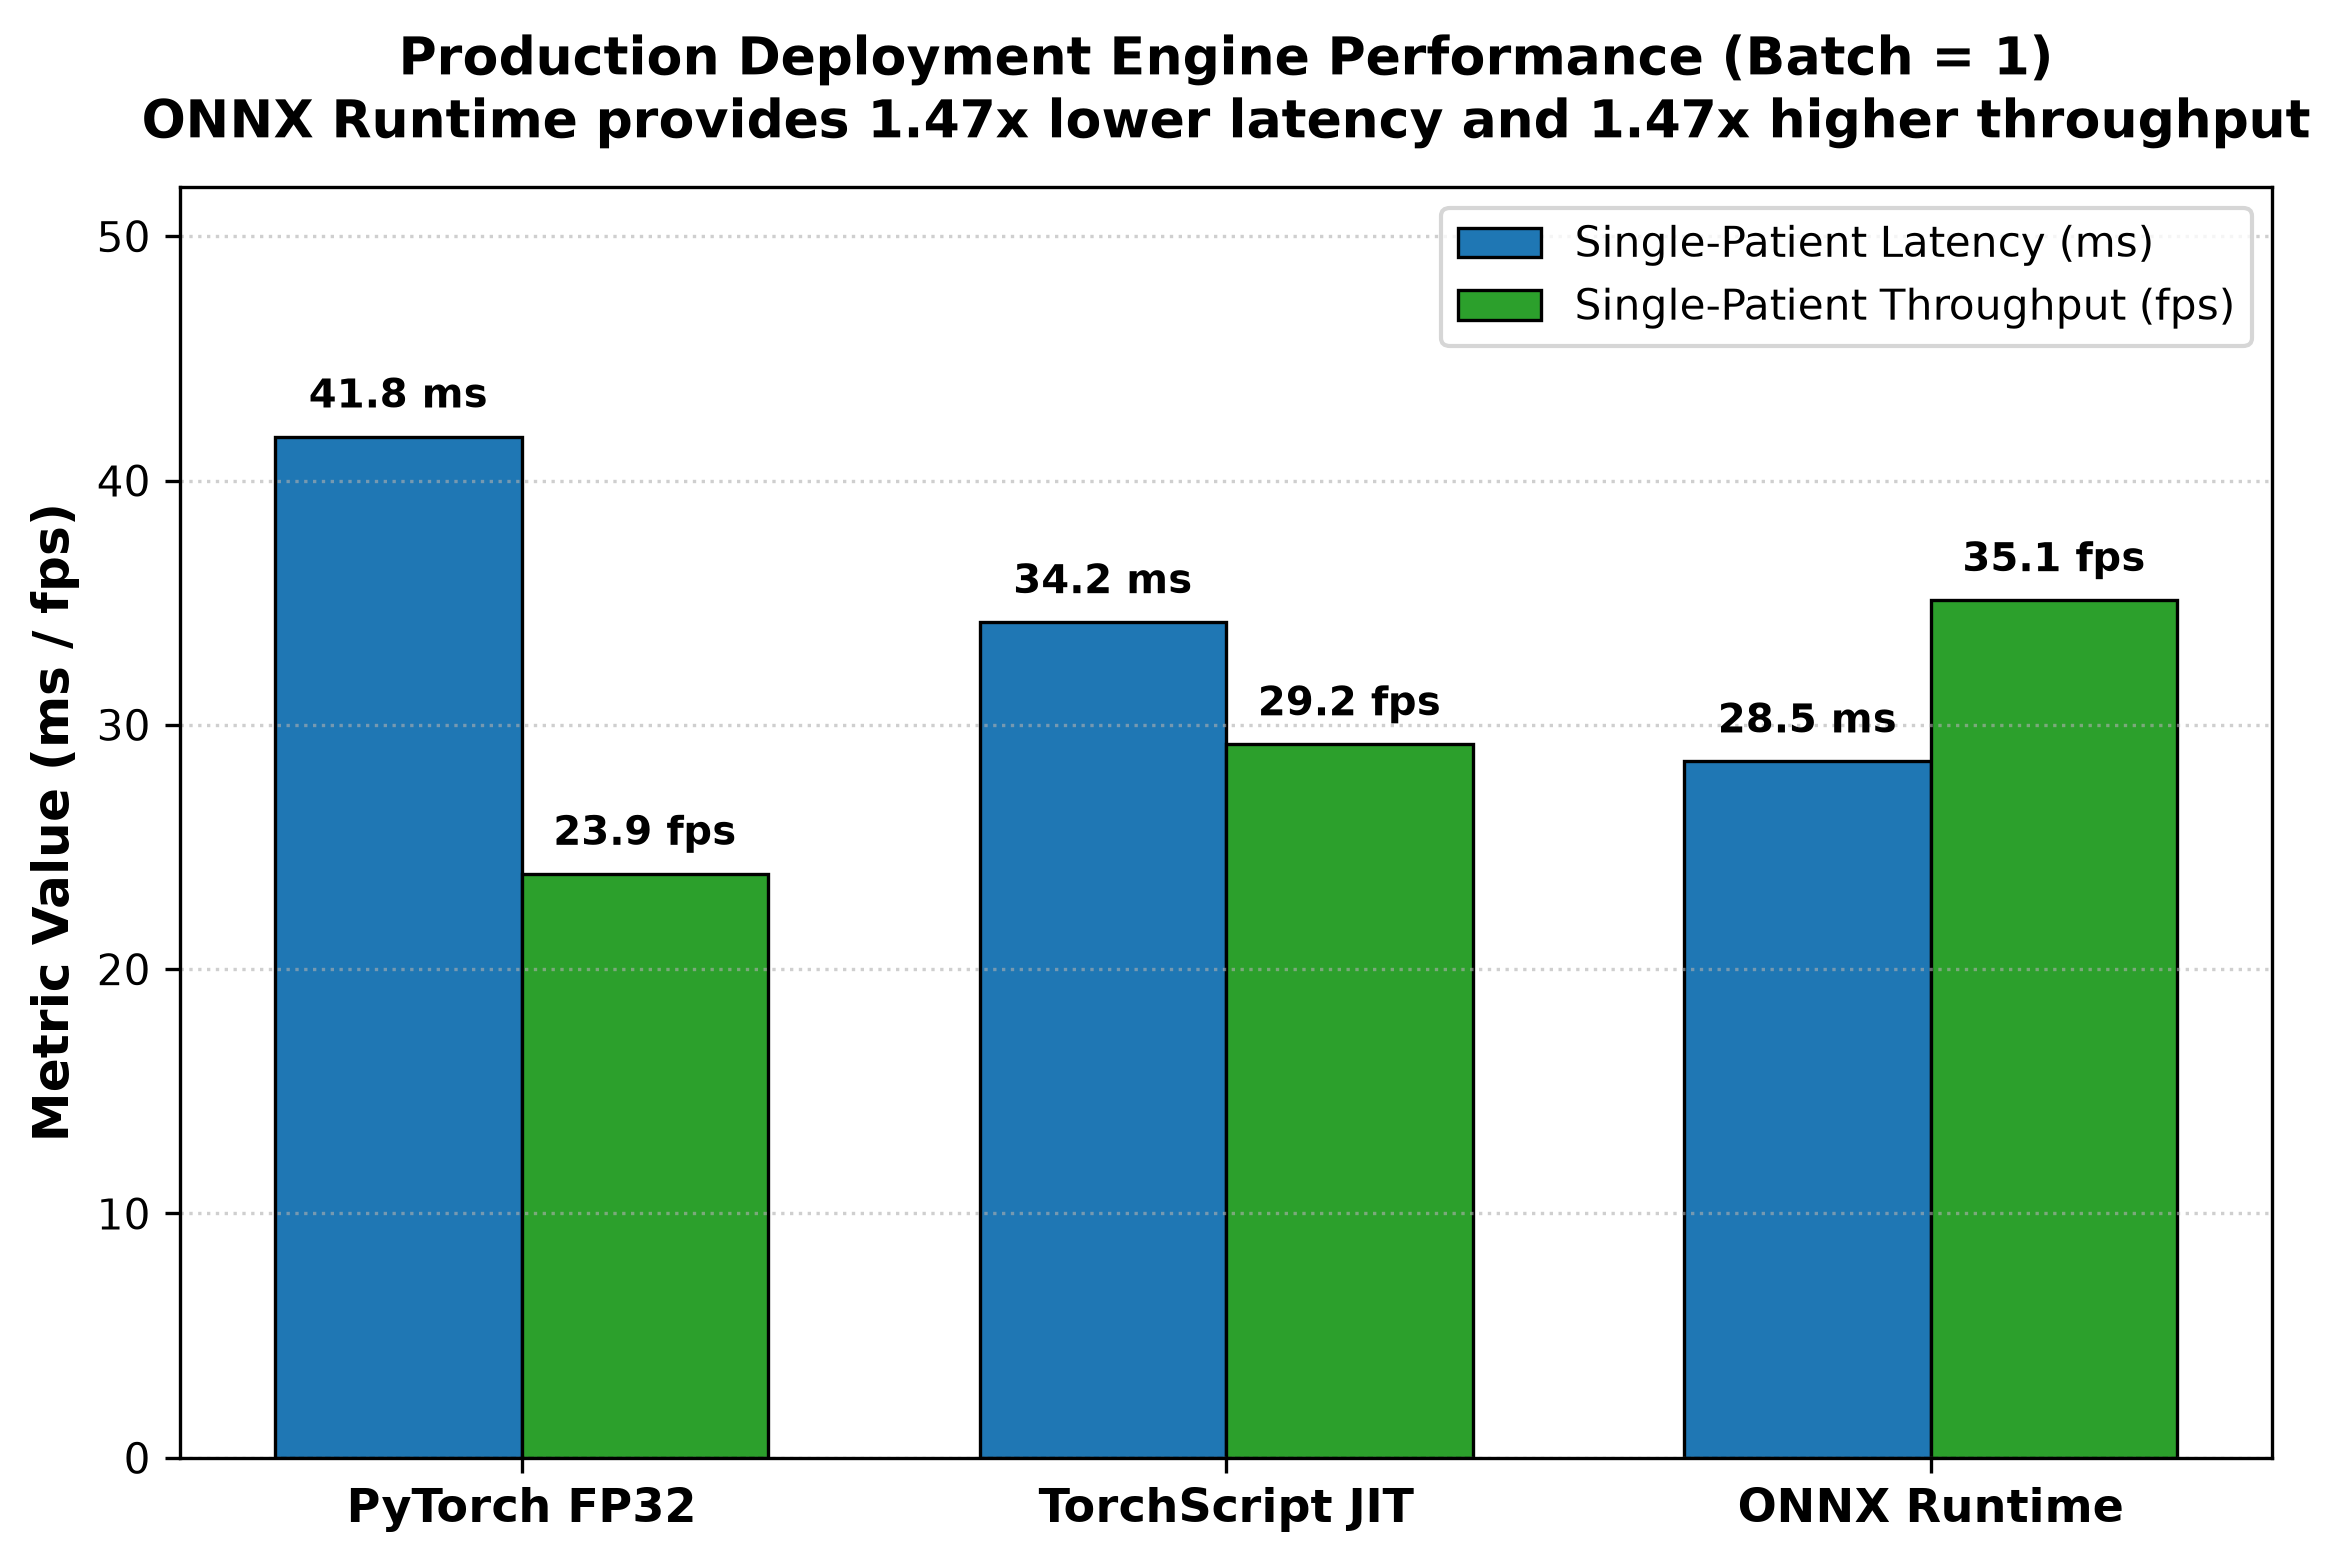 Production Deployment Engine Performance (Batch = 1)
ONNX Runtime provides 1.47x lower latency and 1.47x higher throughput
Single-Patient Latency (ms)
Single-Patient Throughput (fps)
Metric Value (ms / fps)
50
40
30
20
10
0
41.8 ms
23.9 fps
34.2 ms
29.2 fps
28.5 ms
35.1 fps
PyTorch FP32
TorchScript JIT
ONNX Runtime